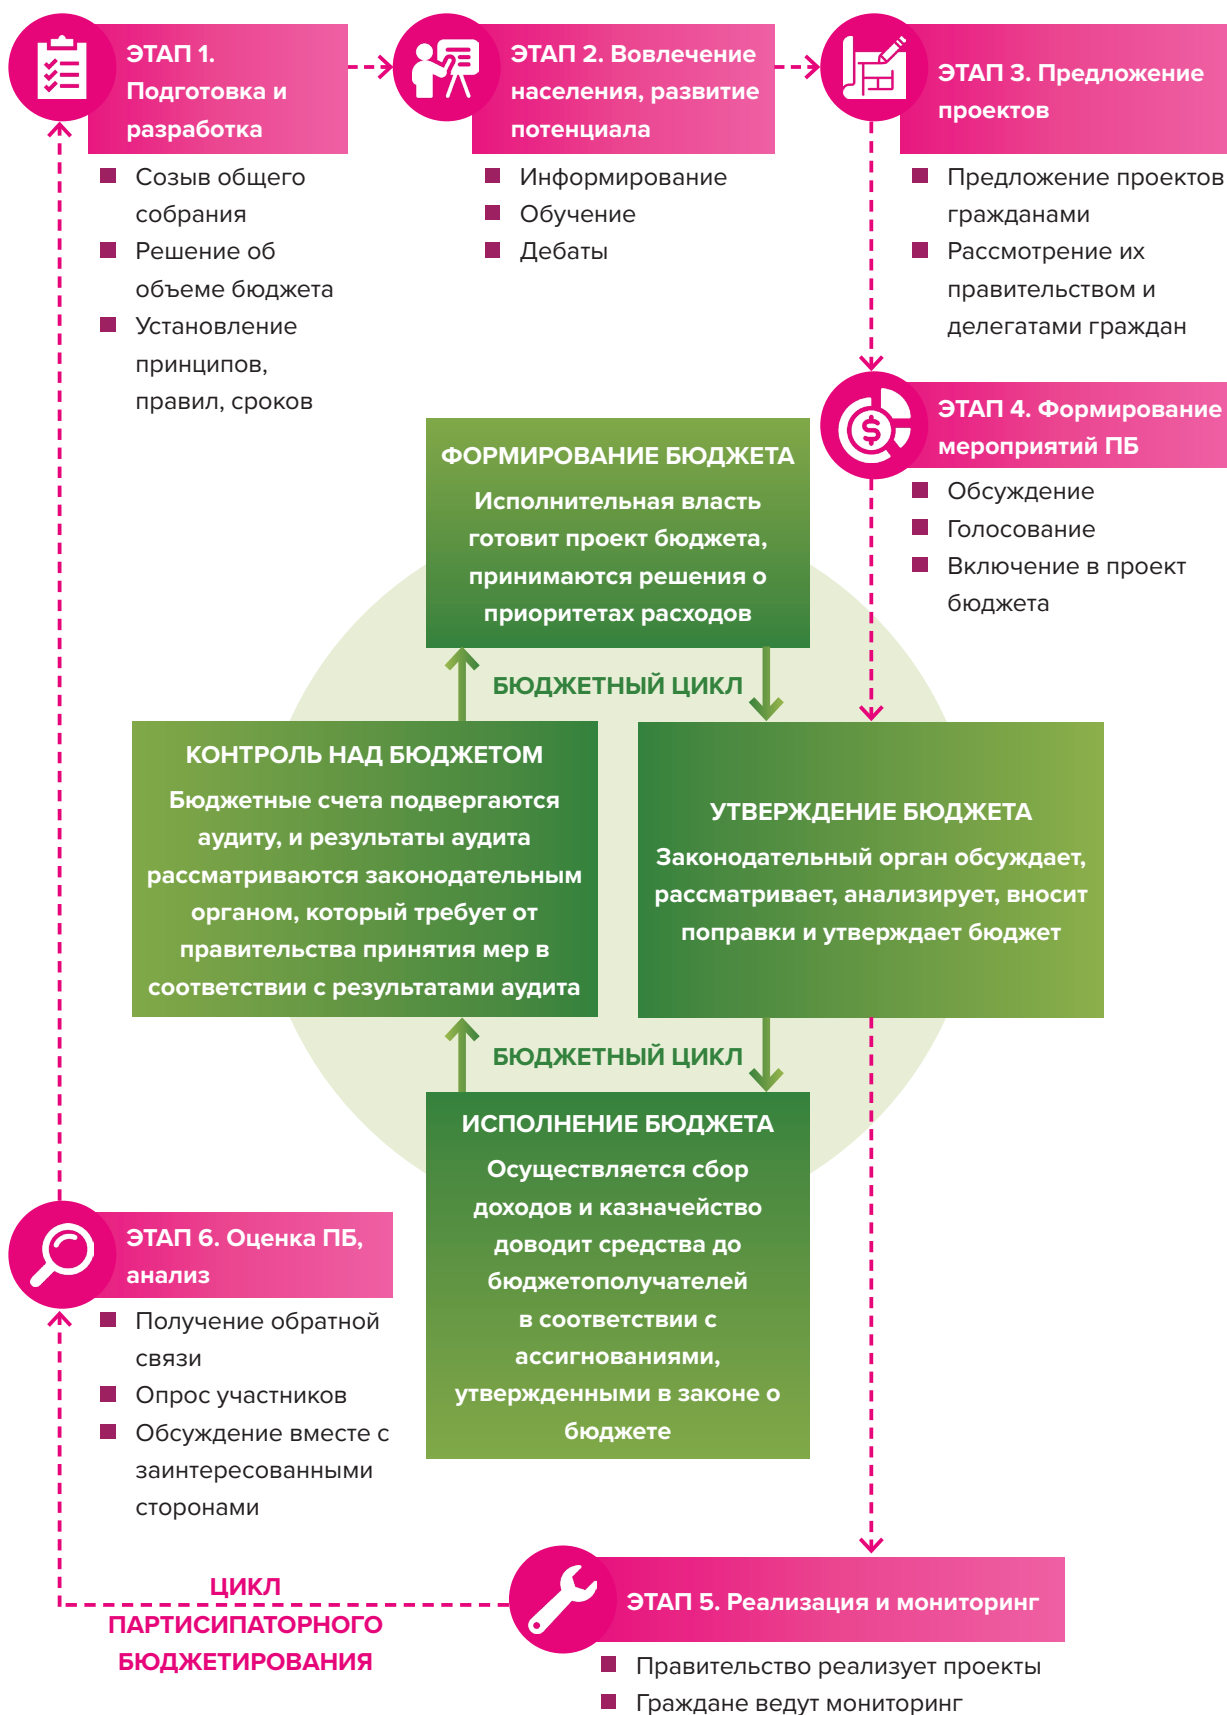 ЭТАП 1.
Подготовка и
разработка
Созыв общего
собрания
Решение об
объеме бюджета
Установление
принципов,
правил, сроков
ЭТАП 2. Вовлечение
населения, развитие
потенциала
Информирование
Обучение
Дебаты
ЭТАП 3. Предложение
проектов
Предложение проектов
гражданами
Рассмотрение их
правительством и
делегатами граждан
ЭТАП 4. Формирование
мероприятий ПБ
Обсуждение
Голосование
Включение в проект
бюджета
ФОРМИРОВАНИЕ БЮДЖЕТА
Исполнительная власть
готовит проект бюджета,
принимаются решения о
приоритетах расходов
БЮДЖЕТНЫЙ ЦИКЛ
КОНТРОЛЬ НАД БЮДЖЕТОМ
Бюджетные счета подвергаются
аудиту, и результаты аудита
рассматриваются законодательным
органом, который требует от
правительства принятия мер в
соответствии с результатами аудита
УТВЕРЖДЕНИЕ БЮДЖЕТА
Законодательный орган обсуждает,
рассматривает, анализирует, вносит
поправки и утверждает бюджет
БЮДЖЕТНЫЙ ЦИКЛ
ИСПОЛНЕНИЕ БЮДЖЕТА
Осуществляется сбор
доходов и казначейство
доводит средства до
бюджетополучателей
в соответствии с
ассигнованиями,
утвержденными в законе о
бюджете
ЭТАП 6. Оценка ПБ,
анализ
Получение обратной
связи
Опрос участников
Обсуждение вместе с
заинтересованными
сторонами
ЦИКЛ
ПАРТИСИПАТОРНОГО
БЮДЖЕТИРОВАНИЯ
ЭТАП 5. Реализация и мониторинг
Правительство реализует проекты
Граждане ведут мониторинг